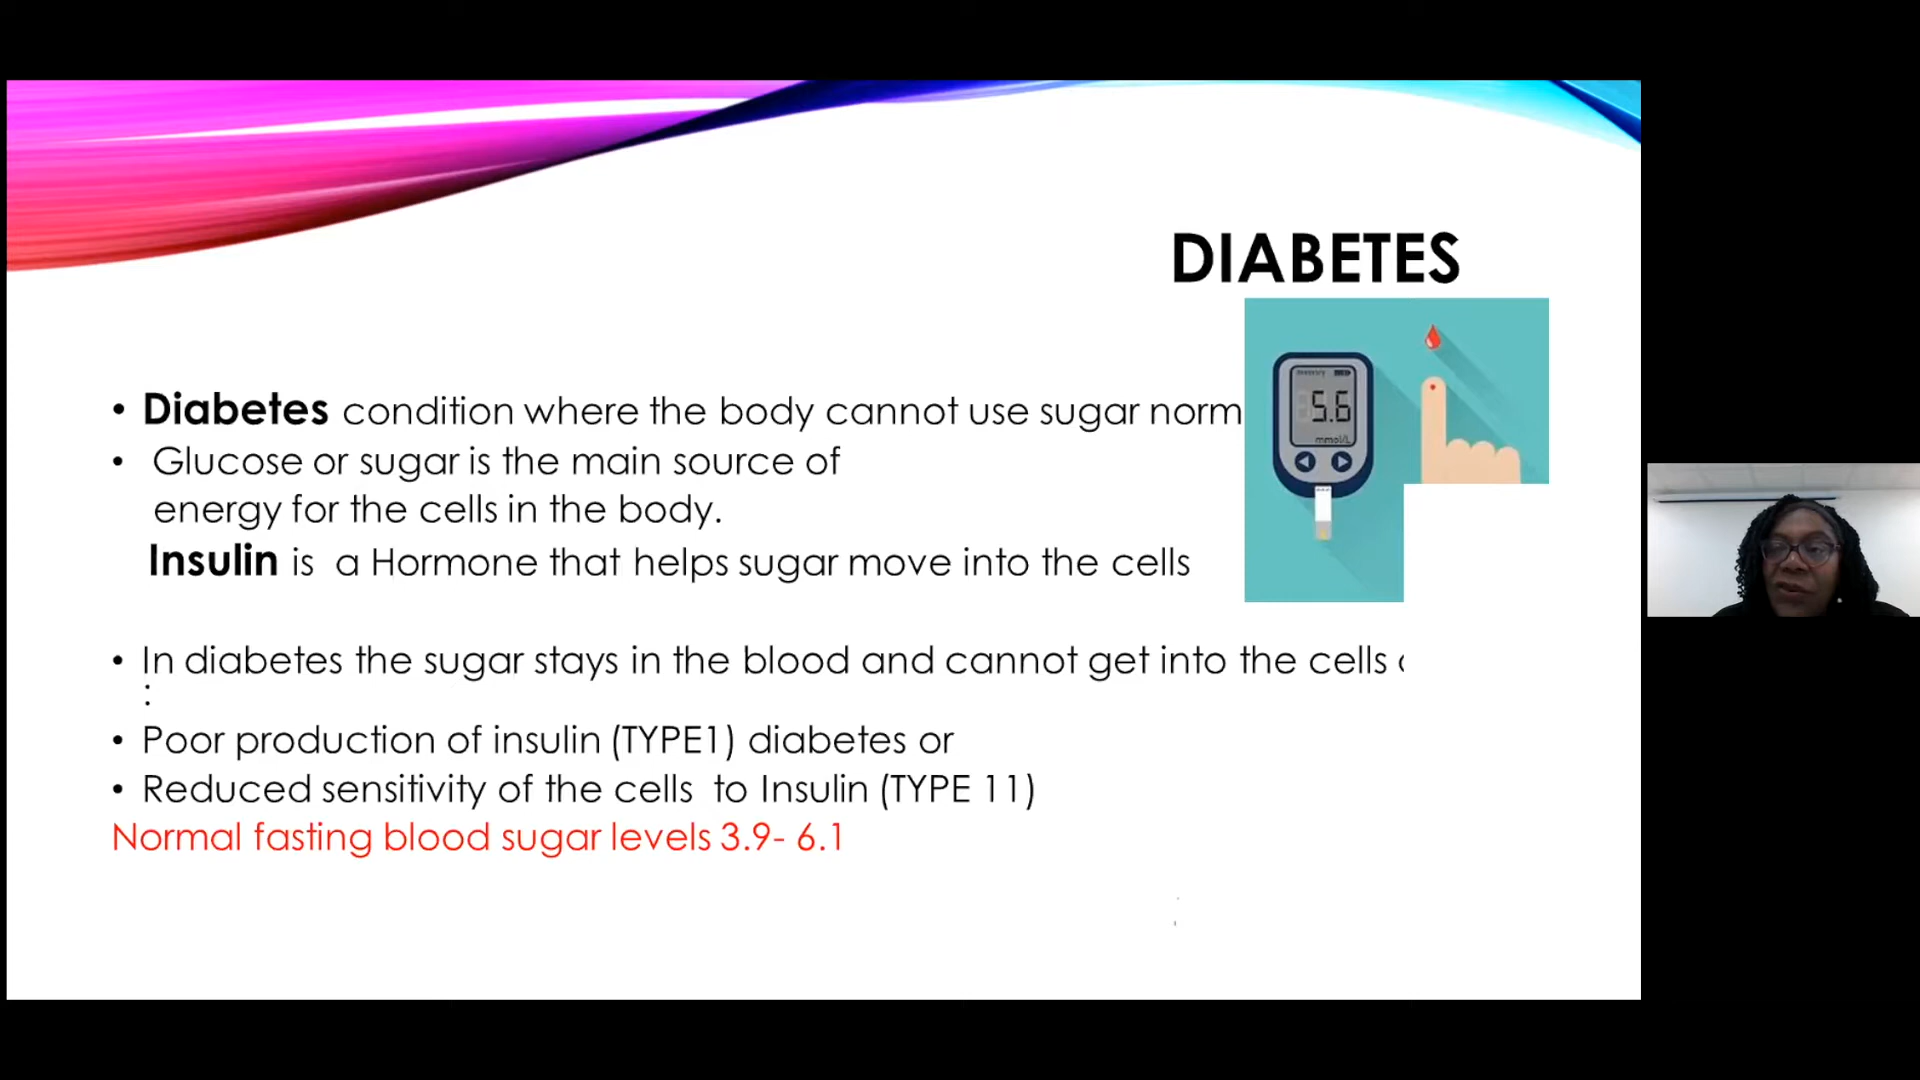 DIABETES
• Diabetes condition where the body cannot use sugar norm
• Glucose or sugar is the main source of
energy for the cells in the body.
Insulin is a Hormone that helps sugar move into the cells
5.6
mmol/L
• In diabetes the sugar stays in the blood and cannot get into the cells
:
• Poor production of insulin (TYPE1) diabetes or
• Reduced sensitivity of the cells to Insulin (TYPE 11)
Normal fasting blood sugar levels 3.9- 6.1